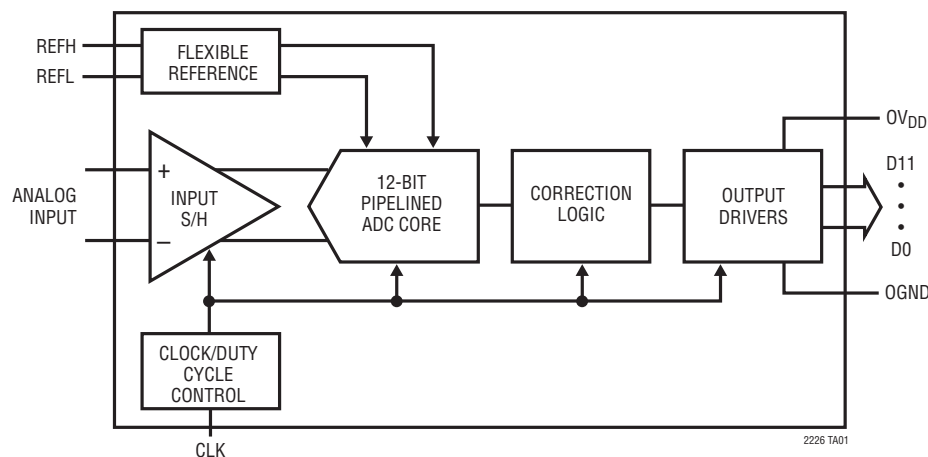 REFH
REFL
FLEXIBLE
REFERENCE
OVDD
D11
D0
OGND
ANALOG
INPUT
+
–
INPUT
S/H
12-BIT
PIPELINED
ADC CORE
CORRECTION
LOGIC
OUTPUT
DRIVERS
CLOCK/DUTY
CYCLE
CONTROL
CLK
2226 TA01